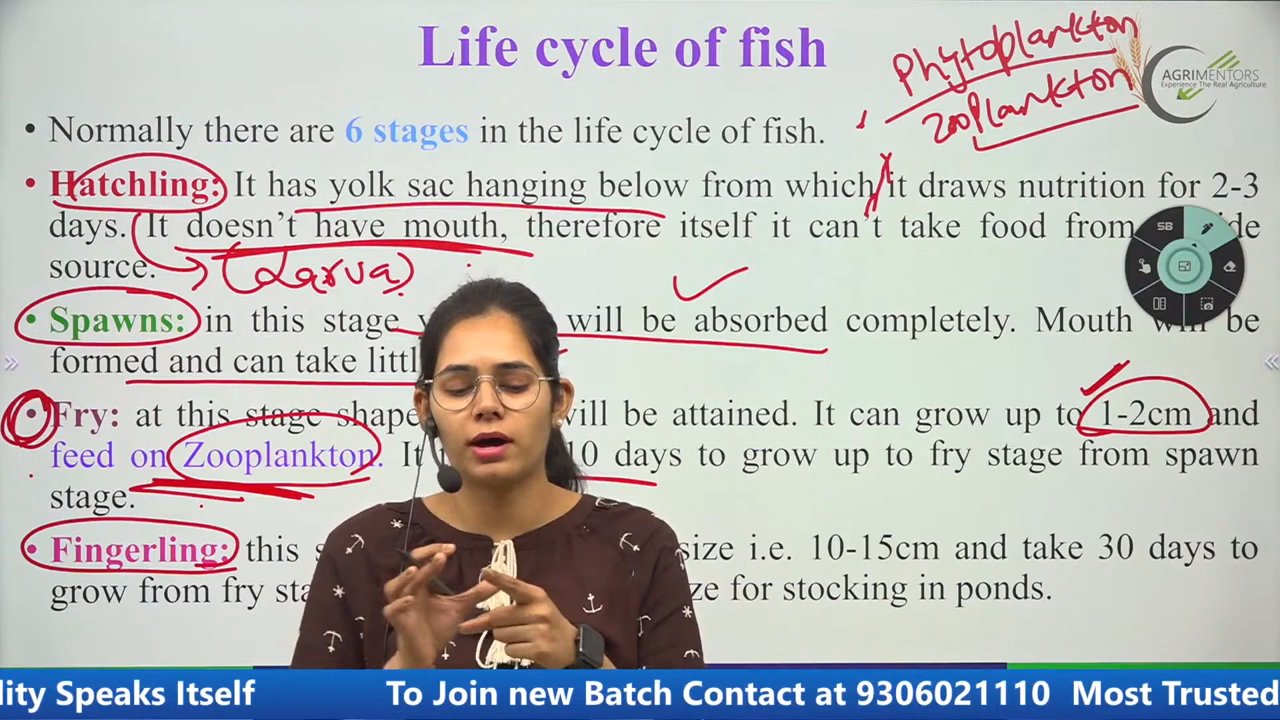 Life cycle of fish
Phytoplankton
Zooplankton
AGRIMENTORS
Experience The Real Agriculture
• Normally there are 6 stages in the life cycle of fish.
• Hatchling: It has yolk sac hanging below from which it draws nutrition for 2-3
days. It doesn't have mouth, therefore itself it can't take food from
source.
(Larva)
SB
• Spawns: in this stage will be absorbed completely. Mouth will be
formed and can take
• Fry: at this stage shape will be attained. It can grow up to 1-2cm and
feed on Zooplankton. It 10 days to grow up to fry stage from spawn
stage.
• Fingerling: this size i.e. 10-15cm and take 30 days to
grow from fry for stocking in ponds.
Speaks Itself To Join new Batch Contact at 9306021110 Most Trusted